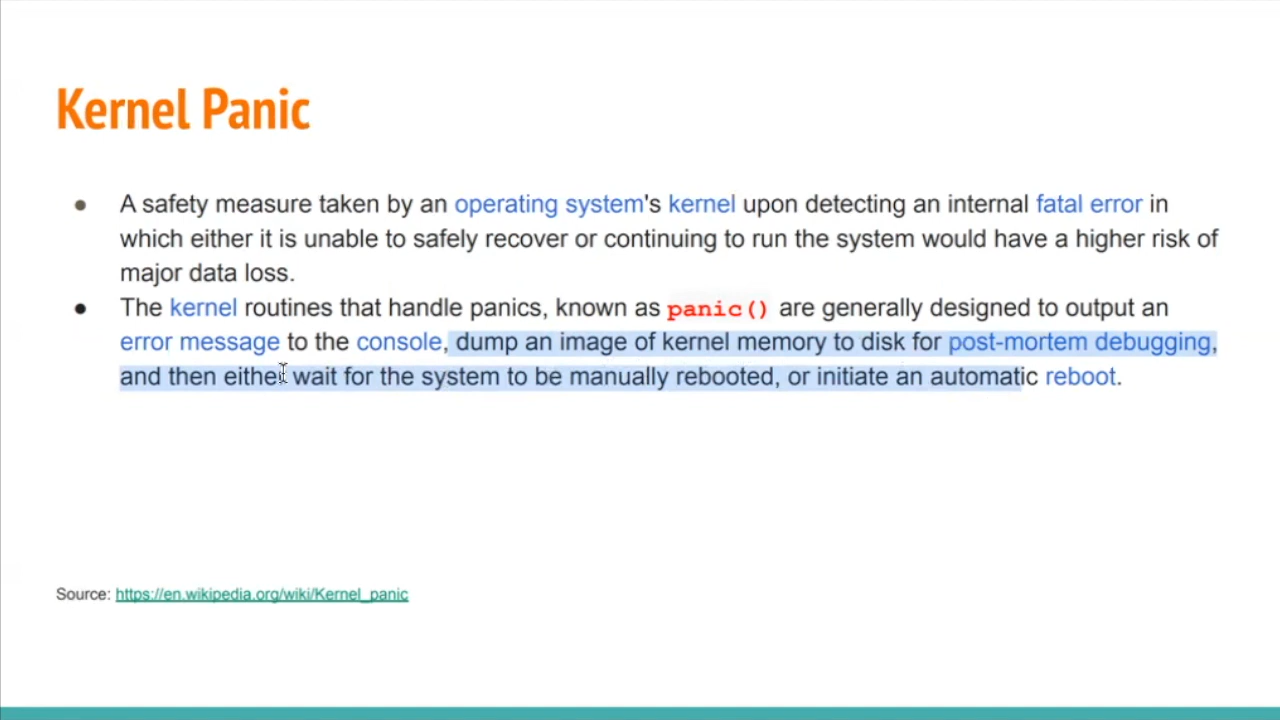 Kernel Panic
● A safety measure taken by an operating system's kernel upon detecting an internal fatal error in
which either it is unable to safely recover or continuing to run the system would have a higher risk of
major data loss.
● The kernel routines that handle panics, known as panic() are generally designed to output an
error message to the console, dump an image of kernel memory to disk for post-mortem debugging,
and then either wait for the system to be manually rebooted, or initiate an automatic reboot.
Source: https://en.wikipedia.org/wiki/Kernel_panic